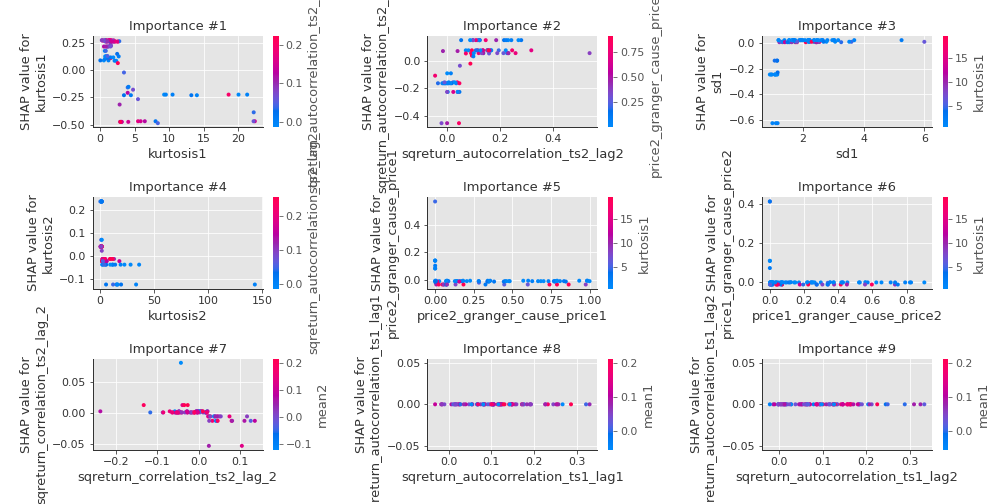 Importance #1
SHAP value for
kurtosis1
0.25
0.00
−0.25
−0.50
0
5
10
15
20
kurtosis1
0.2
0.1
0.0
Importance #2
SHAP value for
sqreturn_autocorrelation_ts2_lag2
0.0
−0.2
−0.4
0.0
0.2
0.4
sqreturn_autocorrelation_ts2_lag2
0.75
0.50
0.25
price2_granger_cause_price1
Importance #3
SHAP value for
sd1
0.0
−0.2
−0.4
−0.6
2
4
6
sd1
15
10
5
kurtosis1
Importance #4
SHAP value for
kurtosis2
0.2
0.1
0.0
−0.1
0
50
100
150
kurtosis2
0.2
0.1
0.0
Importance #5
SHAP value for
price2_granger_cause_price1
0.4
0.2
0.0
0.00
0.25
0.50
0.75
1.00
price2_granger_cause_price1
15
10
5
kurtosis1
Importance #6
SHAP value for
price1_granger_cause_price2
0.4
0.2
0.0
0.0
0.2
0.4
0.6
0.8
price1_granger_cause_price2
15
10
5
kurtosis1
Importance #7
SHAP value for
sqreturn_correlation_ts2_lag_2
0.05
0.00
−0.05
−0.2
−0.1
0.0
0.1
sqreturn_correlation_ts2_lag_2
0.2
0.1
0.0
−0.1
mean2
Importance #8
SHAP value for
sqreturn_autocorrelation_ts1_lag1
0.05
0.00
−0.05
0.0
0.1
0.2
0.3
sqreturn_autocorrelation_ts1_lag1
0.2
0.1
0.0
mean1
Importance #9
SHAP value for
sqreturn_autocorrelation_ts1_lag2
0.05
0.00
−0.05
0.0
0.1
0.2
0.3
sqreturn_autocorrelation_ts1_lag2
0.2
0.1
0.0
mean1